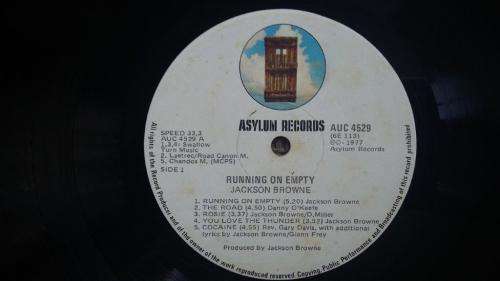 ASYLUM RECORDS
SPEED 33,3
AUC 4529 A
1,3,4: Swallow
Turn Music
2. Lastrec/Road Canon M.
5. Chandos M. (MCPS)
SIDE 1
AUC 4529
(6E 113)
℗©-1977
Asylum Records
RUNNING ON EMPTY
JACKSON BROWNE
1. RUNNING ON EMPTY (5.20) Jackson Browne
2. THE ROAD (4.50) Danny O'Keefe
3. ROSIE (3.37) Jackson Browne/D.Miller
4. YOU LOVE THE THUNDER (3.52) Jackson Browne
5. COCAINE (4.55) Rev. Gary Davis, with additional
lyrics by Jackson Browne/Glenn Frey
Produced by Jackson Browne
All rights of the Record Producer and of the owner of the work reproduced reserved. Copying, Public Performance and Broadcasting of this record prohibited